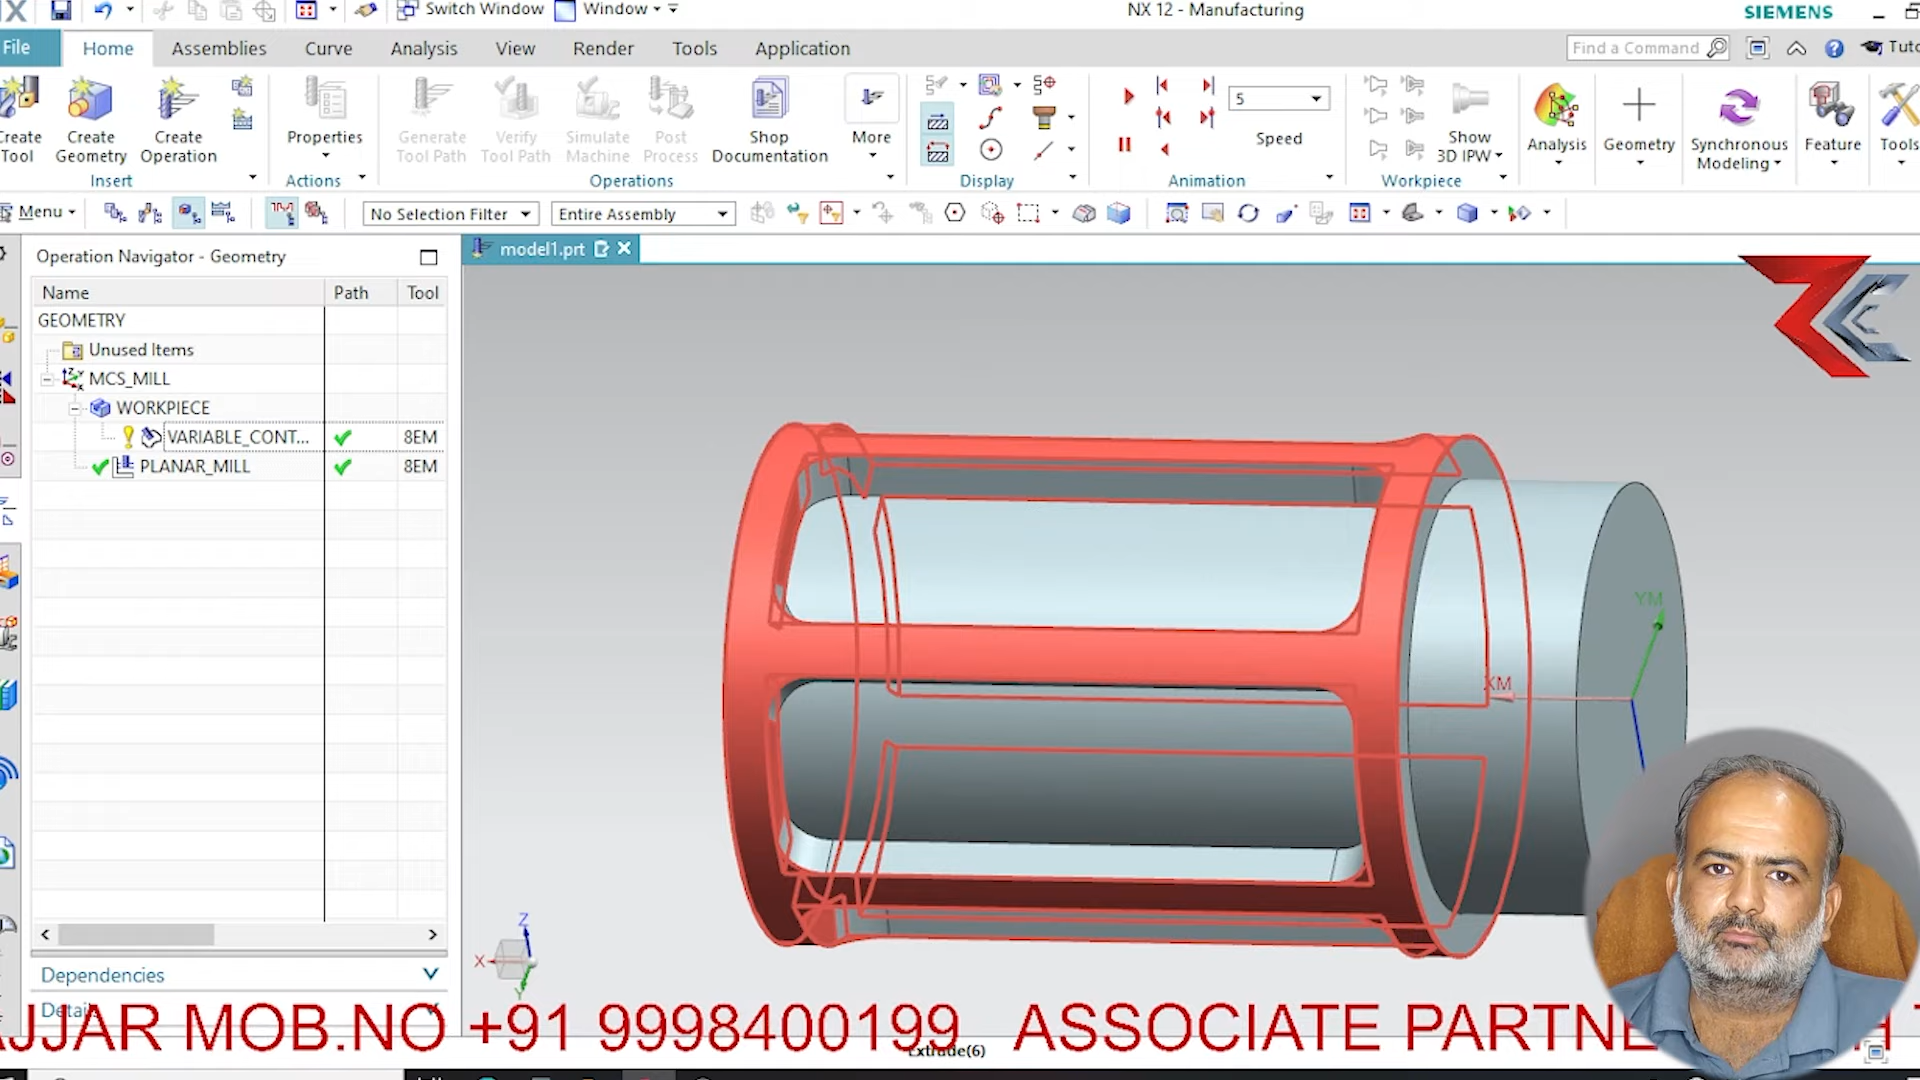 Switch Window
Window
NX 12 - Manufacturing
SIEMENS
File
Home
Assemblies
Curve
Analysis
View
Render
Tools
Application
Find a Command
Create Geometry
Create Operation
Properties
Generate Tool Path
Verify Tool Path
Simulate Machine
Post Process
Shop Documentation
More
5
Speed
Show 3D IPW
Analysis
Geometry
Synchronous Modeling
Feature
Tools
Insert
Actions
Operations
Display
Animation
Workpiece
Menu
No Selection Filter
Entire Assembly
Operation Navigator - Geometry
model1.prt
Name
Path
Tool
GEOMETRY
Unused Items
MCS_MILL
WORKPIECE
VARIABLE_CONT...
8EM
PLANAR_MILL
8EM
YM
XM
Z
X
Y
Dependencies
MOB.NO +91 9998400199 ASSOCIATE
Extrude(6)